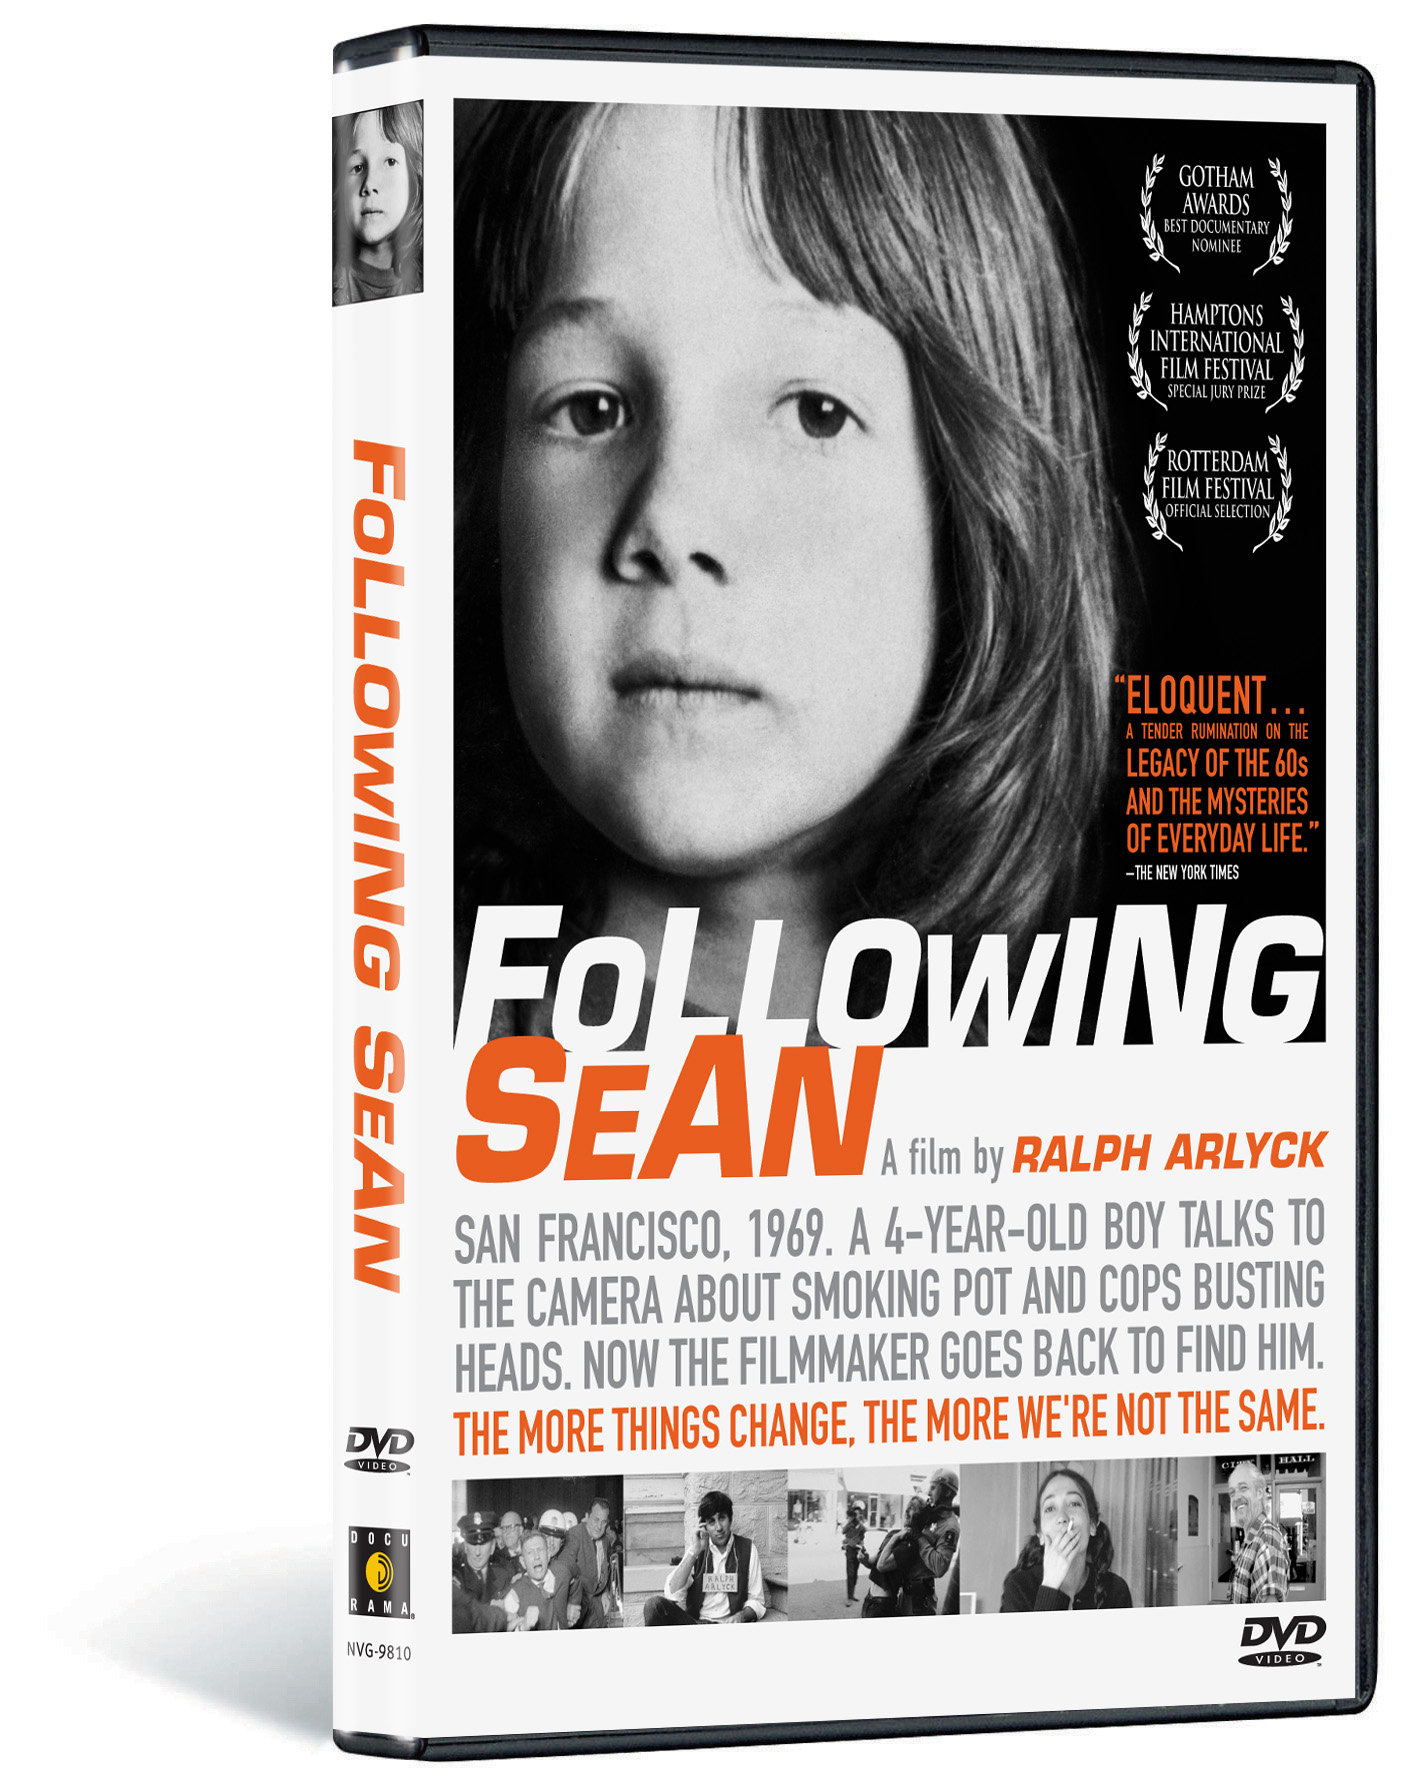 FOLLOWING SEAN
DVD
VIDEO
DOCU
RAMA
NVG-9810
GOTHAM
AWARDS
BEST DOCUMENTARY
NOMINEE
HAMPTONS
INTERNATIONAL
FILM FESTIVAL
SPECIAL JURY PRIZE
ROTTERDAM
FILM FESTIVAL
OFFICIAL SELECTION
“ELOQUENT...
A TENDER RUMINATION ON THE
LEGACY OF THE 60s
AND THE MYSTERIES
OF EVERYDAY LIFE.”
–THE NEW YORK TIMES
FOLLOWING
SEAN
A film by RALPH ARLYCK
SAN FRANCISCO, 1969. A 4-YEAR-OLD BOY TALKS TO
THE CAMERA ABOUT SMOKING POT AND COPS BUSTING
HEADS. NOW THE FILMMAKER GOES BACK TO FIND HIM.
THE MORE THINGS CHANGE, THE MORE WE'RE NOT THE SAME.
RALPH
ARLYCK
CITY HALL
DVD
VIDEO